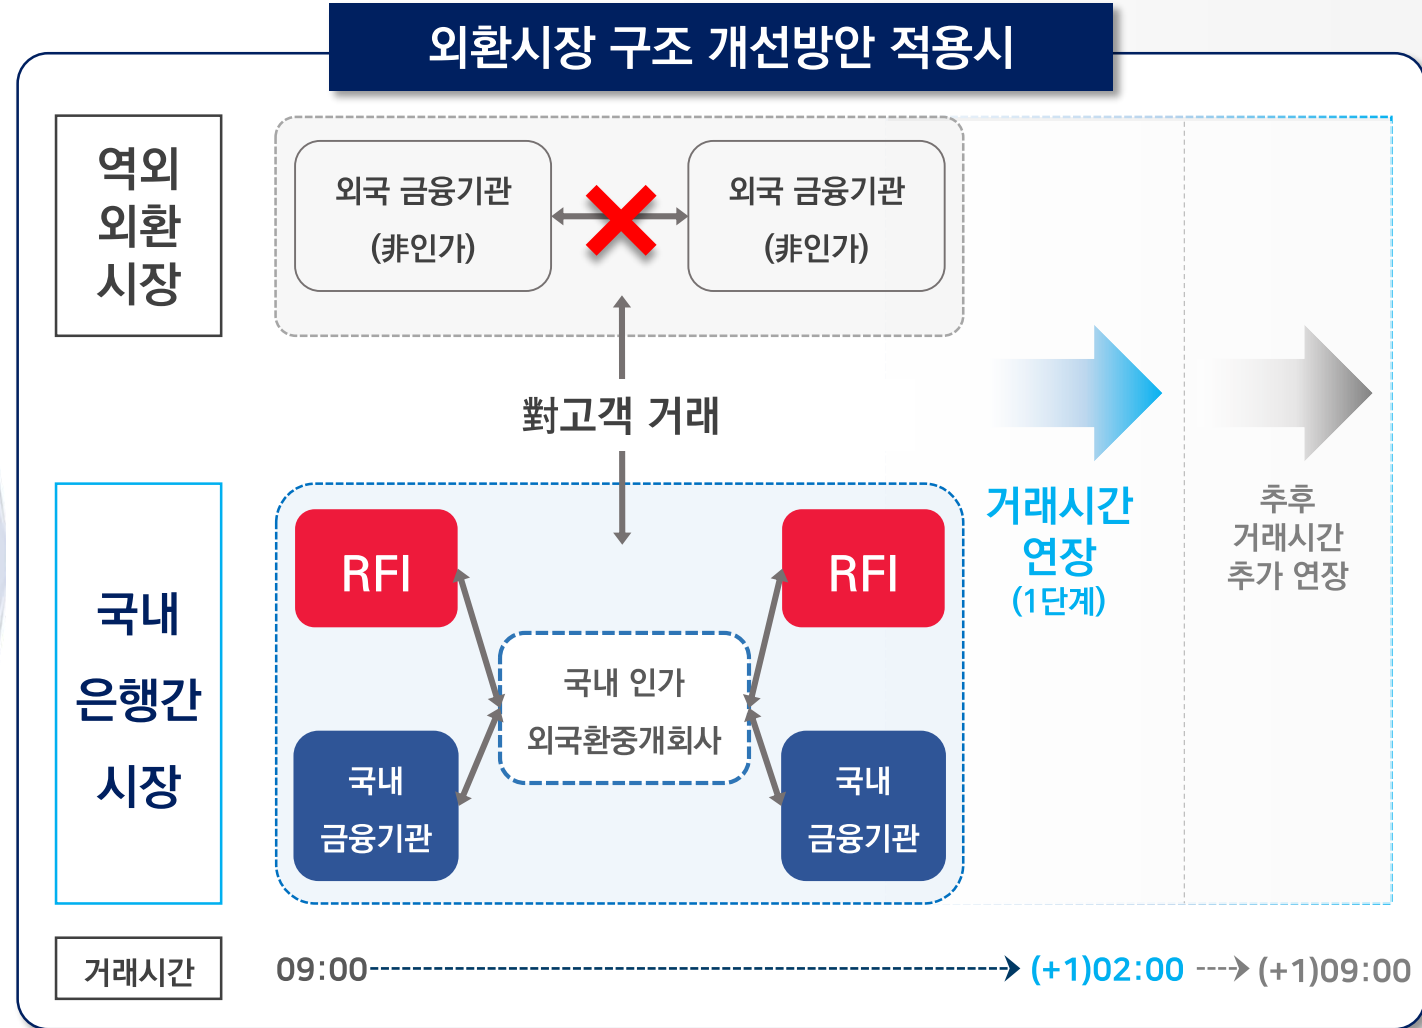 외환시장 구조 개선방안 적용시
역외
외환
시장
외국 금융기관
(非인가)
외국 금융기관
(非인가)
對고객 거래
거래시간
연장
(1단계)
추후
거래시간
추가 연장
국내
은행간
시장
RFI
RFI
국내 인가
외국환중개회사
국내
금융기관
국내
금융기관
거래시간
09:00
(+1)02:00
(+1)09:00